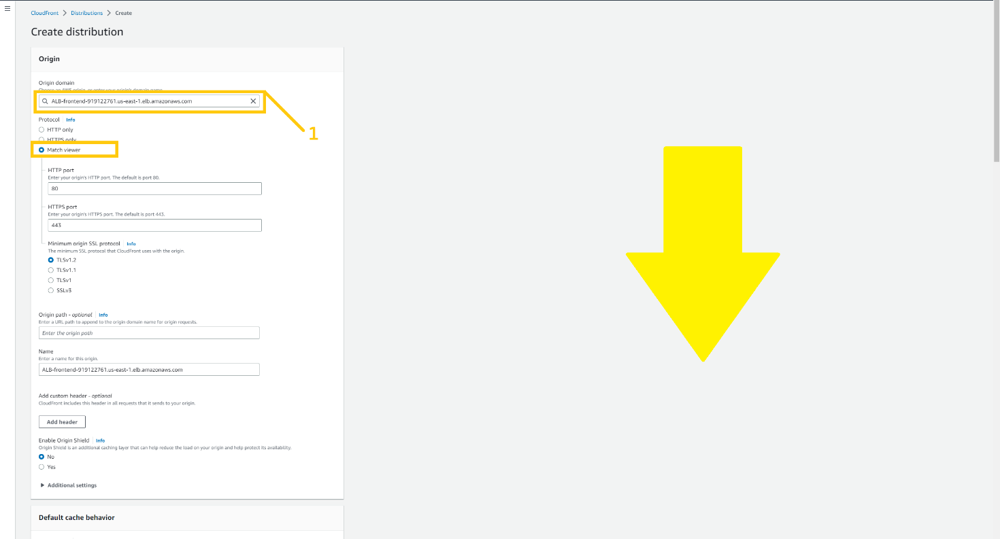 CloudFront > Distributions > Create
Create distribution
Origin
Origin domain
Choose an AWS origin, or enter your origin's domain name.
ALB-frontend-919122761.us-east-1.elb.amazonaws.com
1
Protocol Info
HTTP only
HTTPS only
Match viewer
HTTP port
Enter your origin's HTTP port. The default is port 80.
80
HTTPS port
Enter your origin's HTTPS port. The default is port 443.
443
Minimum origin SSL protocol Info
The minimum SSL protocol that CloudFront uses with the origin.
TLSv1.2
TLSv1.1
TLSv1
SSLv3
Origin path - optional Info
Enter a URL path to append to the origin domain name for origin requests.
Enter the origin path
Name
Enter a name for this origin.
ALB-frontend-919122761.us-east-1.elb.amazonaws.com
Add custom header - optional
CloudFront includes this header in all requests that it sends to your origin.
Add header
Enable Origin Shield Info
Origin Shield is an additional caching layer that can help reduce the load on your origin and help protect its availability.
No
Yes
Additional settings
Default cache behavior